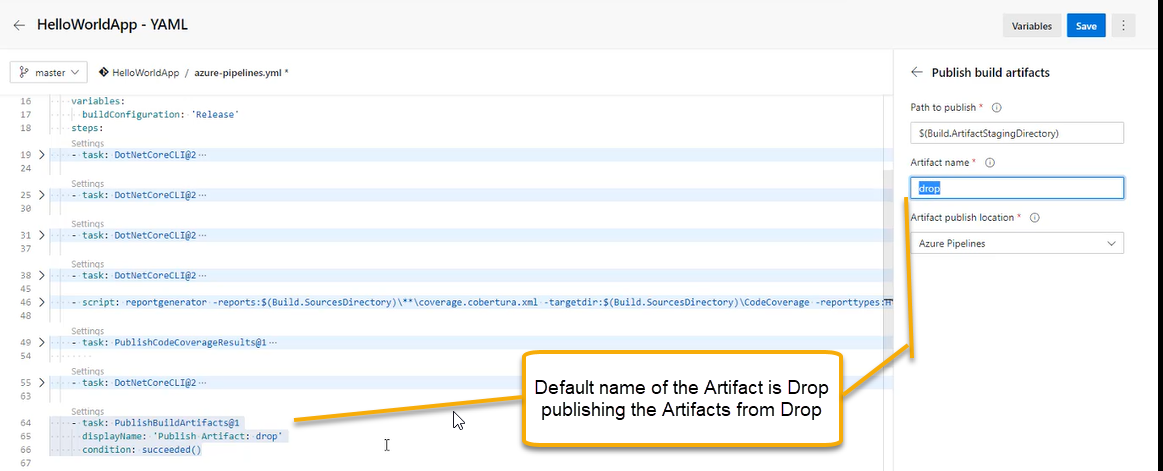 HelloWorldApp - YAML
Variables
Save
master
HelloWorldApp / azure-pipelines.yml *
16 variables:
17 buildConfiguration: 'Release'
18 steps:
Settings
19 - task: DotNetCoreCLI@2 ···
24
Settings
25 - task: DotNetCoreCLI@2 ···
30
Settings
31 - task: DotNetCoreCLI@2 ···
37
Settings
38 - task: DotNetCoreCLI@2 ···
45
46 - script: reportgenerator -reports:$(Build.SourcesDirectory)\**\coverage.cobertura.xml -targetdir:$(Build.SourcesDirectory)\CodeCoverage -reporttypes:H
48
Settings
49 - task: PublishCodeCoverageResults@1 ···
54
Settings
55 - task: DotNetCoreCLI@2 ···
63
Settings
64 - task: PublishBuildArtifacts@1
65 displayName: 'Publish Artifact: drop'
66 condition: succeeded()
67
Publish build artifacts
Path to publish *
$(Build.ArtifactStagingDirectory)
Artifact name *
drop
Artifact publish location *
Azure Pipelines
Default name of the Artifact is Drop
publishing the Artifacts from Drop